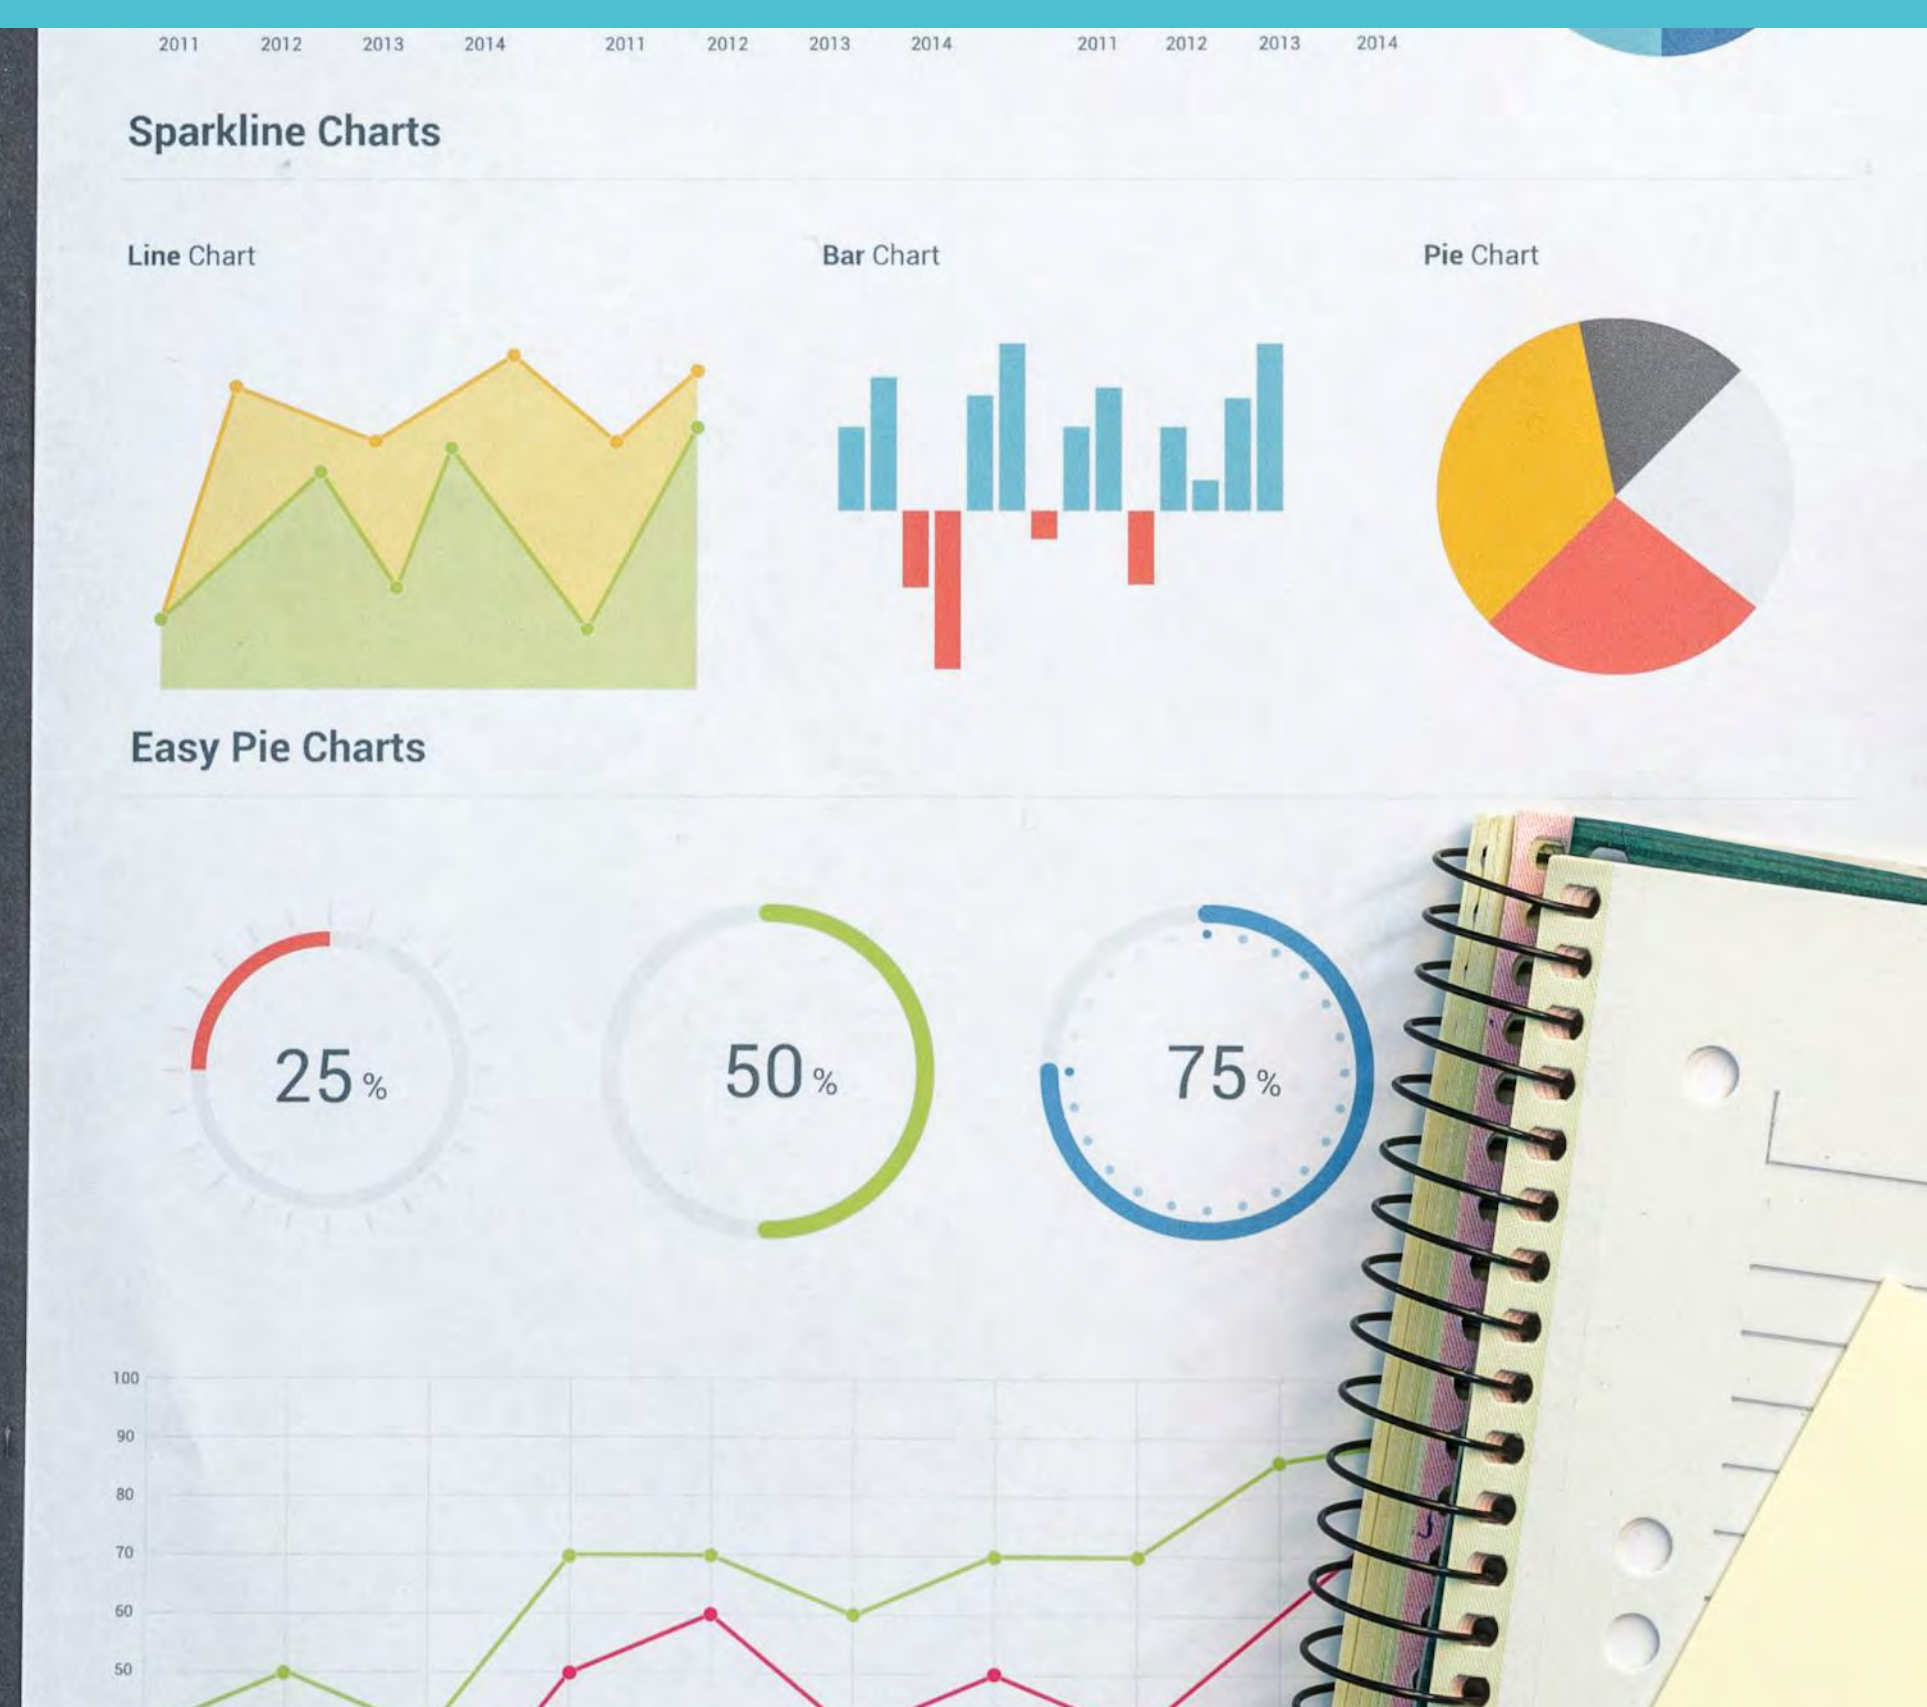 2011 2012 2013 2014 2011 2012 2013 2014 2011 2012 2013 2014
Sparkline Charts
Line Chart
Bar Chart
Pie Chart
Easy Pie Charts
25%
50%
75%
100
90
80
70
60
50